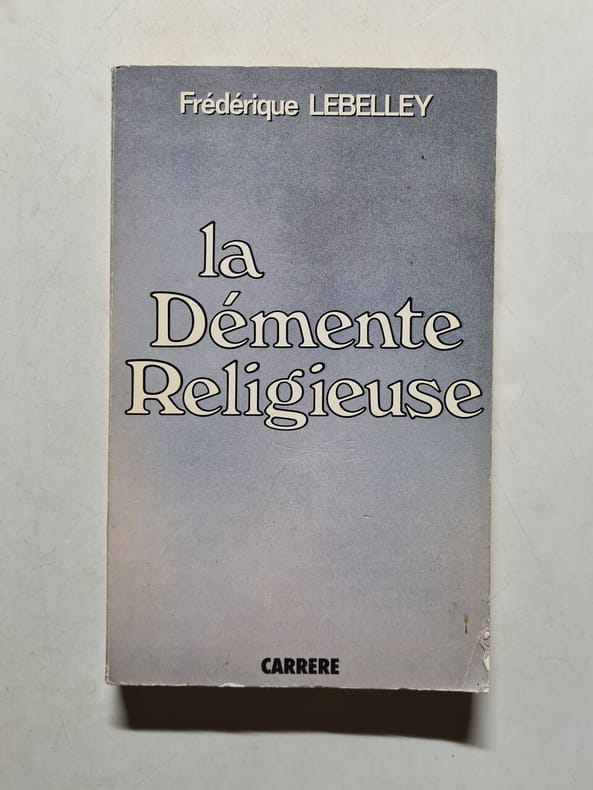 Frédérique LEBELLEY
la
Démente
Religieuse
CARRERE